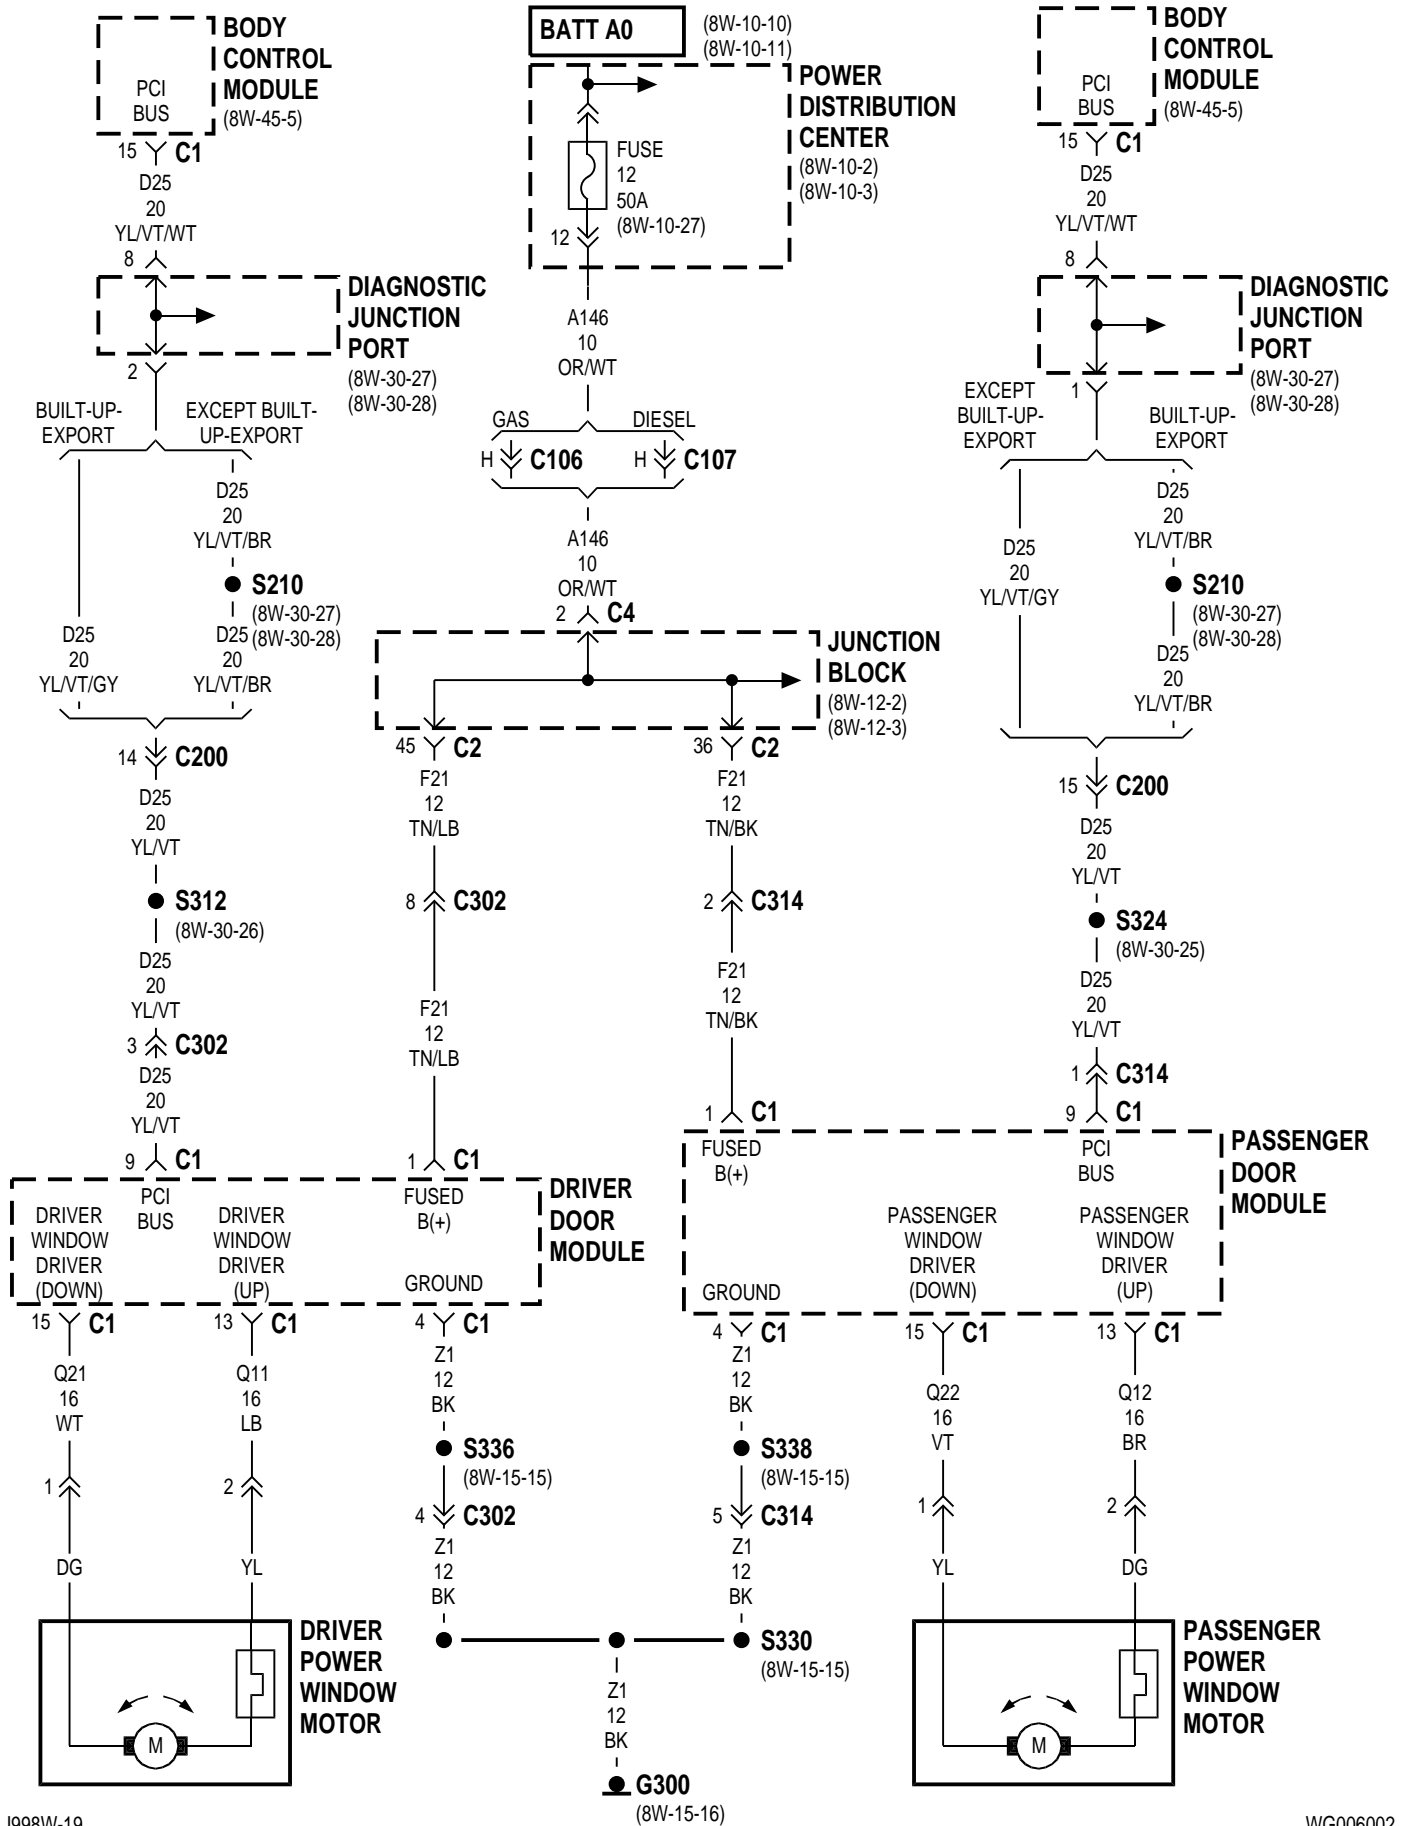 BODY
CONTROL
MODULE
(8W-45-5)
PCI
BUS
15
C1
D25
20
YL/VT/WT
8
DIAGNOSTIC
JUNCTION
PORT
(8W-30-27)
(8W-30-28)
2
BUILT-UP-
EXPORT
EXCEPT BUILT-
UP-EXPORT
D25
20
YL/VT/BR
S210
(8W-30-27)
(8W-30-28)
D25
20
YL/VT/GY
D25
20
YL/VT/BR
14
C200
D25
20
YL/VT
S312
(8W-30-26)
D25
20
YL/VT
3
C302
D25
20
YL/VT
9
C1
BATT A0
(8W-10-10)
(8W-10-11)
POWER
DISTRIBUTION
CENTER
(8W-10-2)
(8W-10-3)
FUSE
12
50A
(8W-10-27)
12
A146
10
OR/WT
GAS
DIESEL
H
C106
H
C107
A146
10
OR/WT
2
C4
JUNCTION
BLOCK
(8W-12-2)
(8W-12-3)
45
C2
36
C2
F21
12
TN/LB
F21
12
TN/BK
8
C302
2
C314
F21
12
TN/LB
F21
12
TN/BK
1
C1
1
C1
BODY
CONTROL
MODULE
(8W-45-5)
PCI
BUS
15
C1
D25
20
YL/VT/WT
8
DIAGNOSTIC
JUNCTION
PORT
(8W-30-27)
(8W-30-28)
1
EXCEPT
BUILT-UP-
EXPORT
BUILT-UP-
EXPORT
D25
20
YL/VT/BR
D25
20
YL/VT/GY
S210
(8W-30-27)
(8W-30-28)
D25
20
YL/VT/BR
15
C200
D25
20
YL/VT
S324
(8W-30-25)
D25
20
YL/VT
1
C314
9
C1
DRIVER
DOOR
MODULE
PCI
BUS
FUSED
B(+)
DRIVER
WINDOW
DRIVER
(DOWN)
DRIVER
WINDOW
DRIVER
(UP)
GROUND
15
C1
13
C1
4
C1
Q21
16
WT
Q11
16
LB
Z1
12
BK
1
2
S336
(8W-15-15)
4
C302
Z1
12
BK
DG
YL
DRIVER
POWER
WINDOW
MOTOR
M
PASSENGER
DOOR
MODULE
FUSED
B(+)
PCI
BUS
PASSENGER
WINDOW
DRIVER
(DOWN)
PASSENGER
WINDOW
DRIVER
(UP)
GROUND
4
C1
15
C1
13
C1
Z1
12
BK
Q22
16
VT
Q12
16
BR
S338
(8W-15-15)
5
C314
1
2
Z1
12
BK
YL
DG
S330
(8W-15-15)
Z1
12
BK
G300
(8W-15-16)
PASSENGER
POWER
WINDOW
MOTOR
M
J998W-19
WG006002